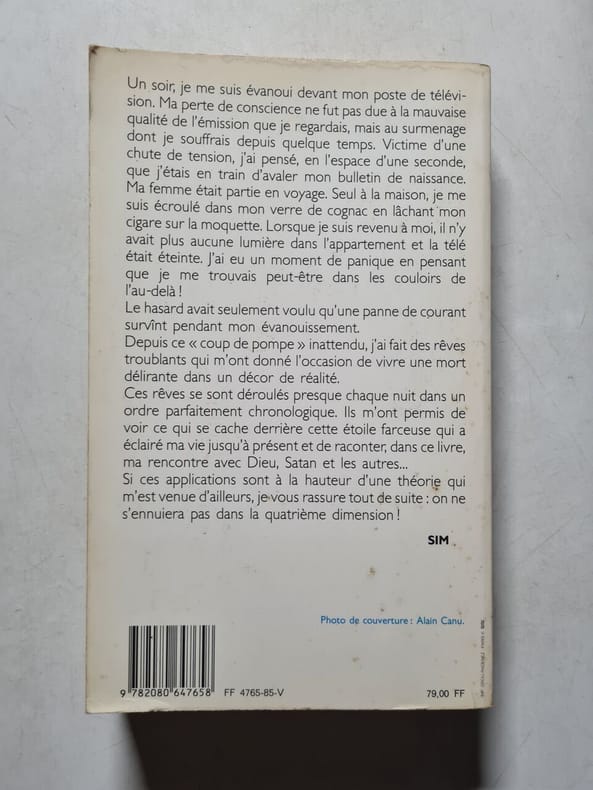 Un soir, je me suis évanoui devant mon poste de télévi-
sion. Ma perte de conscience ne fut pas due à la mauvaise
qualité de l'émission que je regardais, mais au surmenage
dont je souffrais depuis quelque temps. Victime d'une
chute de tension, j'ai pensé, en l'espace d'une seconde,
que j'étais en train d'avaler mon bulletin de naissance.
Ma femme était partie en voyage. Seul à la maison, je me
suis écroulé dans mon verre de cognac en lâchant mon
cigare sur la moquette. Lorsque je suis revenu à moi, il n'y
avait plus aucune lumière dans l'appartement et la télé
était éteinte. J'ai eu un moment de panique en pensant
que je me trouvais peut-être dans les couloirs de
l'au-delà !
Le hasard avait seulement voulu qu'une panne de courant
survînt pendant mon évanouissement.
Depuis ce « coup de pompe » inattendu, j'ai fait des rêves
troublants qui m'ont donné l'occasion de vivre une mort
délirante dans un décor de réalité.
Ces rêves se sont déroulés presque chaque nuit dans un
ordre parfaitement chronologique. Ils m'ont permis de
voir ce qui se cache derrière cette étoile farceuse qui a
éclairé ma vie jusqu'à présent et de raconter, dans ce livre,
ma rencontre avec Dieu, Satan et les autres...
Si ces applications sont à la hauteur d'une théorie qui
m'est venue d'ailleurs, je vous rassure tout de suite : on ne
s'ennuiera pas dans la quatrième dimension !
SIM
Photo de couverture : Alain Canu.
9 782080 647658
FF 4765-85-V
79,00 FF